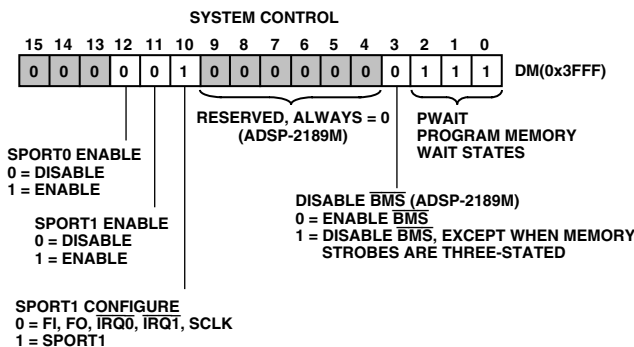 SYSTEM CONTROL
15 14 13 12 11 10 9 8 7 6 5 4 3 2 1 0
0 0 0 0 0 1 0 0 0 0 0 0 0 1 1 1 DM(0x3FFF)
RESERVED, ALWAYS = 0
(ADSP-2189M)
PWAIT
PROGRAM MEMORY
WAIT STATES
SPORT0 ENABLE
0 = DISABLE
1 = ENABLE
DISABLE BMS (ADSP-2189M)
0 = ENABLE BMS
1 = DISABLE BMS, EXCEPT WHEN MEMORY
STROBES ARE THREE-STATED
SPORT1 ENABLE
0 = DISABLE
1 = ENABLE
SPORT1 CONFIGURE
0 = FI, FO, IRQ0, IRQ1, SCLK
1 = SPORT1